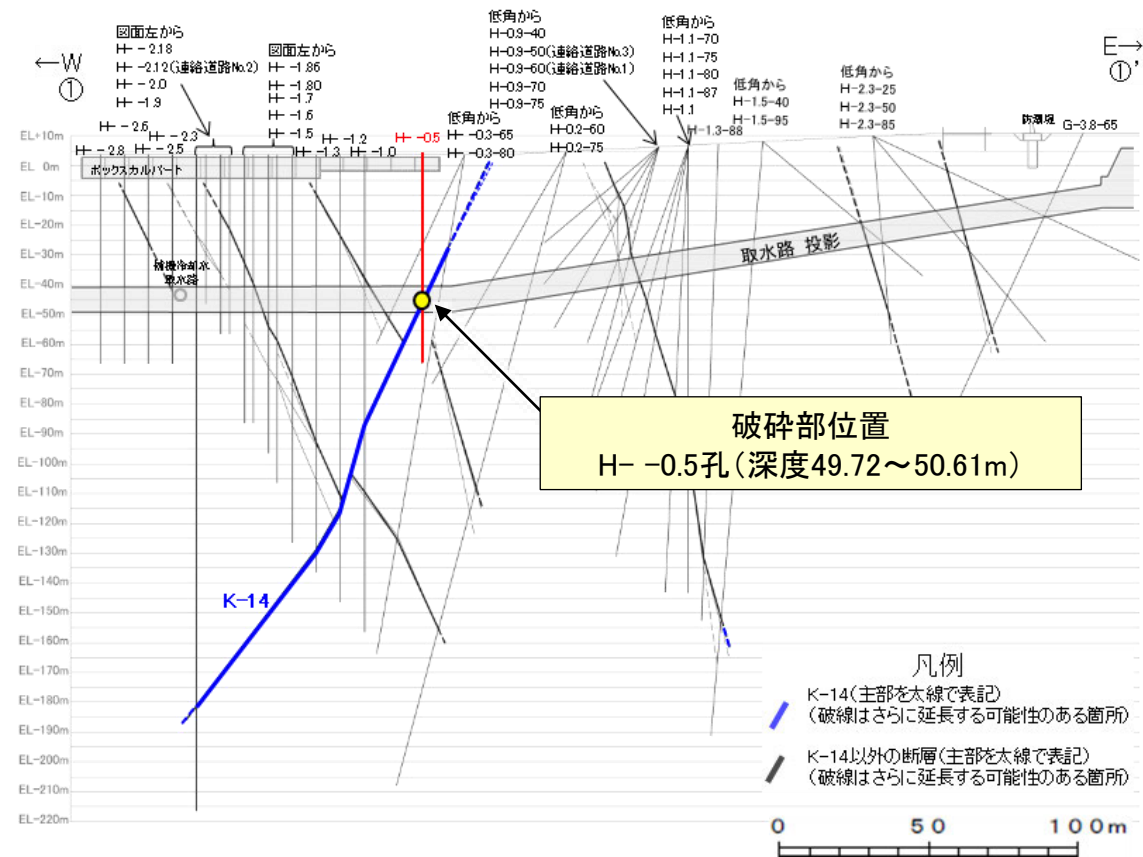 ←W
①
E→
①’
図面左から
H- -2.18
H- -2.12(連絡道路No.2)
H- -2.0
H- -1.9
図面左から
H- -1.86
H- -1.80
H- -1.7
H- -1.6
H- -1.5
低角から
H-0.9-40
H-0.9-50(連絡道路No.3)
H-0.9-60(連絡道路No.1)
H-0.9-70
H-0.9-75
低角から
H-1.1-70
H-1.1-75
H-1.1-80
H-1.1-87
H-1.1
低角から
H-1.5-40
H-1.5-95
低角から
H-2.3-25
H-2.3-50
H-2.3-85
防潮堤
G-3.8-65
H- -2.6
H- -2.3
H- -2.8
H- -2.5
H- -1.2
H- -1.3
H- -1.0
H- -0.5
低角から
H- -0.3-65
H- -0.3-80
低角から
H-0.2-60
H-0.2-75
H-1.3-88
ボックスカルバート
補機冷却水
取水路
取水路 投影
EL+10m
EL 0m
EL-10m
EL-20m
EL-30m
EL-40m
EL-50m
EL-60m
EL-70m
EL-80m
EL-90m
EL-100m
EL-110m
EL-120m
EL-130m
EL-140m
EL-150m
EL-160m
EL-170m
EL-180m
EL-190m
EL-200m
EL-210m
EL-220m
破砕部位置
H- -0.5孔(深度49.72～50.61m)
K-14
凡例
K-14(主部を太線で表記)
(破線はさらに延長する可能性のある箇所)
K-14以外の断層(主部を太線で表記)
(破線はさらに延長する可能性のある箇所)
0 50 100m